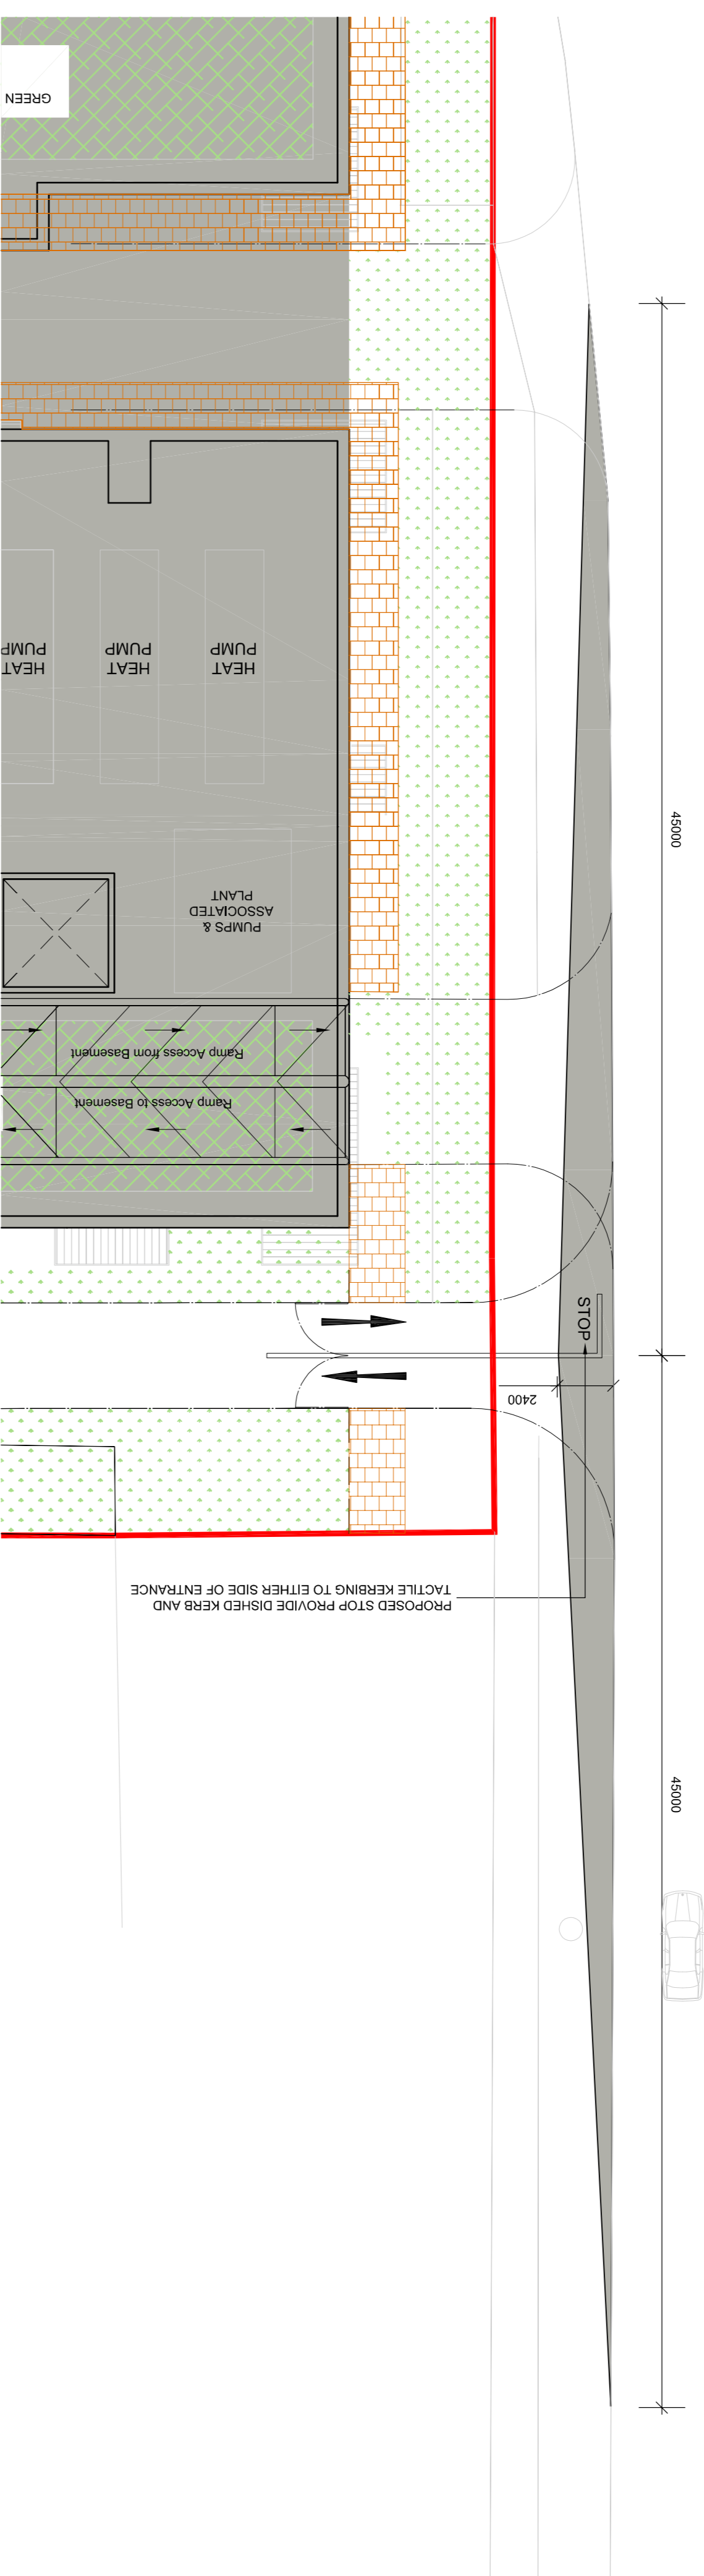 GREEN
HEAT
PUMP
HEAT
PUMP
HEAT
PUMP
45000
PUMPS &
ASSOCIATED
PLANT
Ramp Access from Basement
Ramp Access to Basement
STOP
2400
PROPOSED STOP PROVIDE DISHED KERB AND
TACTILE KERBING TO EITHER SIDE OF ENTRANCE
45000